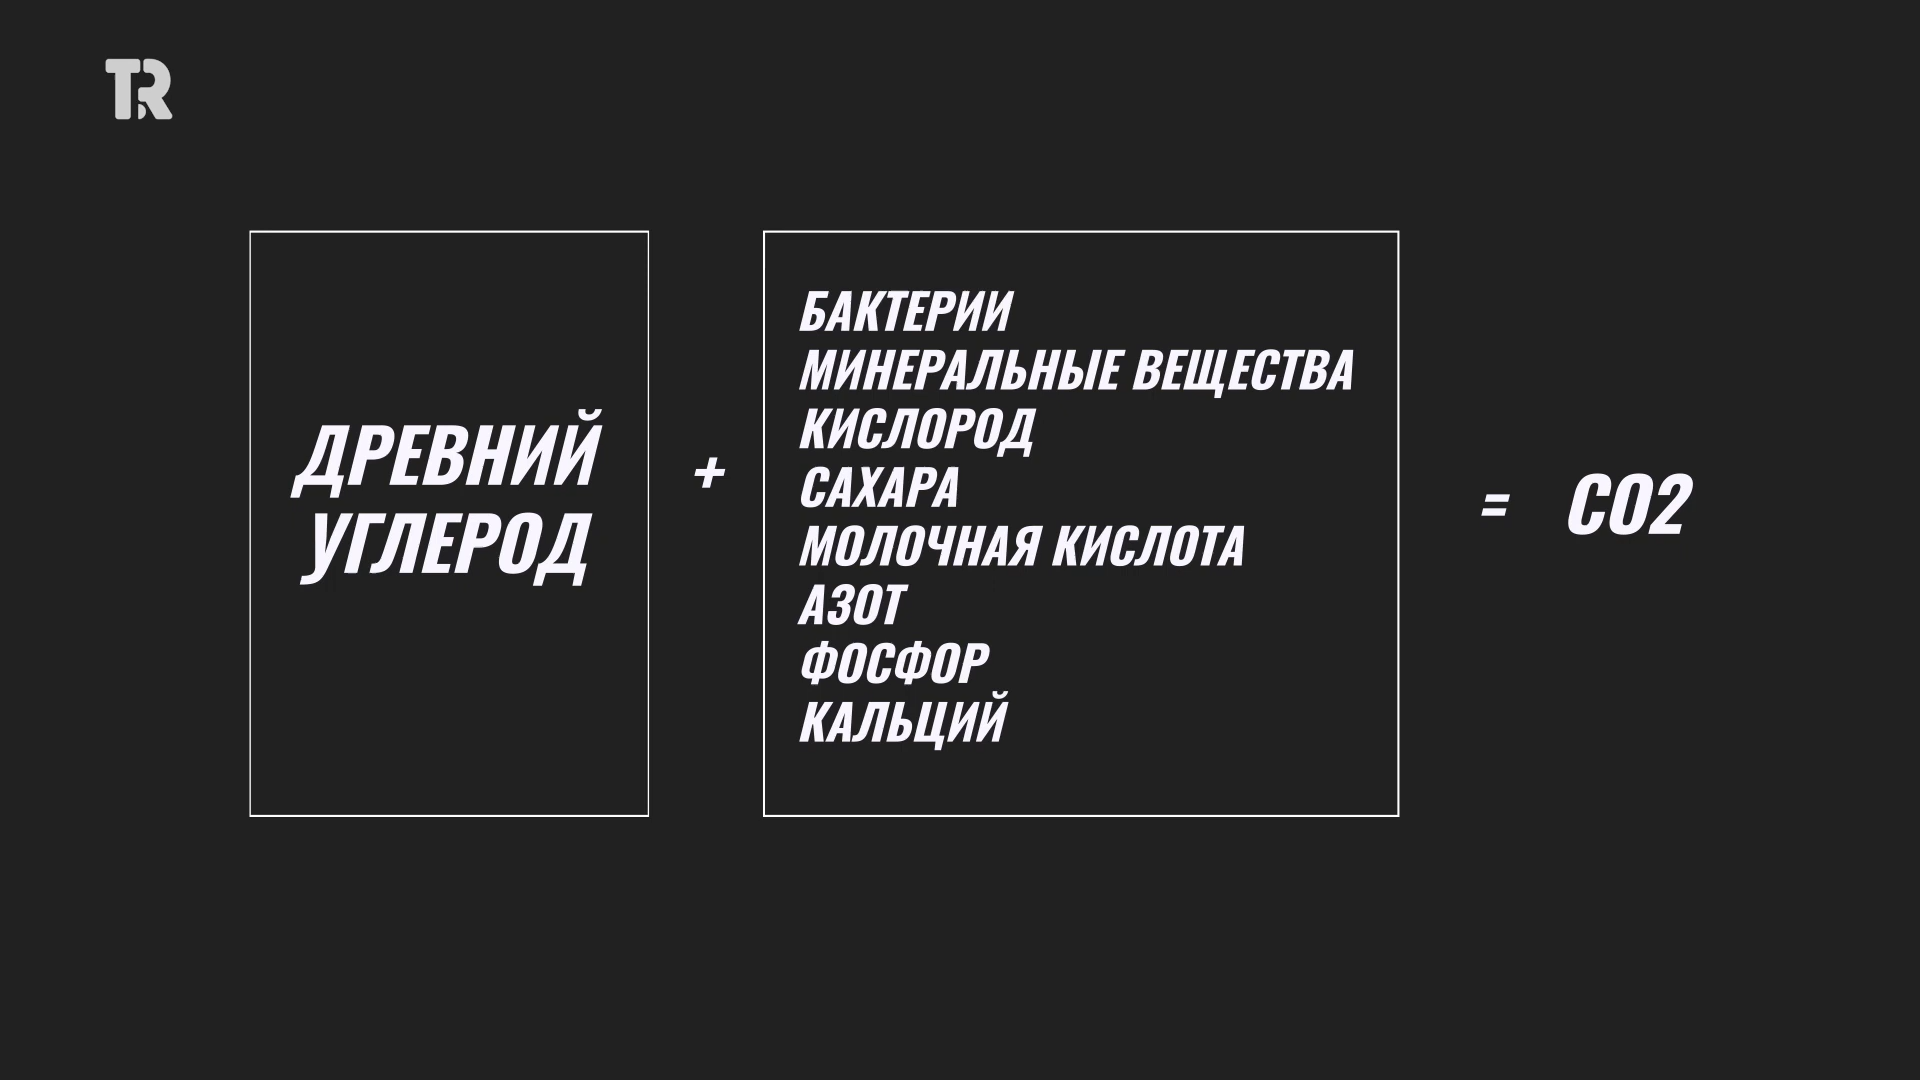 TR
ДРЕВНИЙ
УГЛЕРОД
+
БАКТЕРИИ
МИНЕРАЛЬНЫЕ ВЕЩЕСТВА
КИСЛОРОД
САХАРА
МОЛОЧНАЯ КИСЛОТА
АЗОТ
ФОСФОР
КАЛЬЦИЙ
= CO2